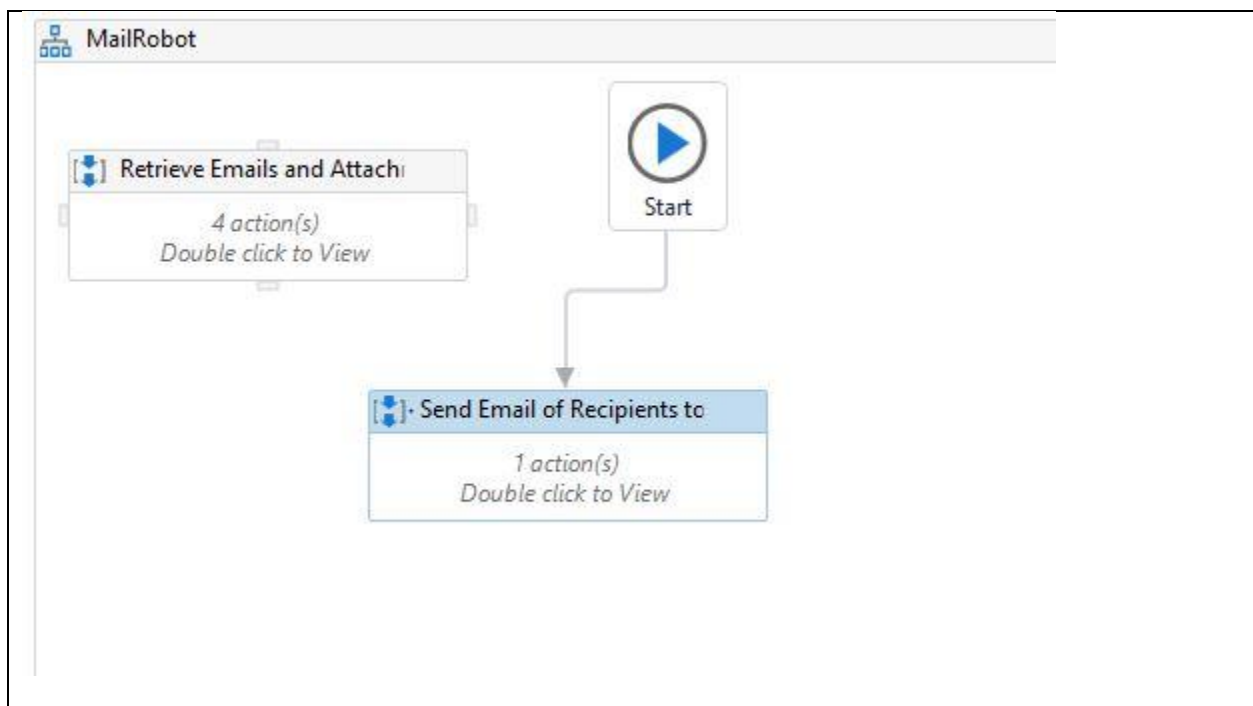 MailRobot
Retrieve Emails and Attach
4 action(s)
Double click to View
Start
Send Email of Recipients to
1 action(s)
Double click to View